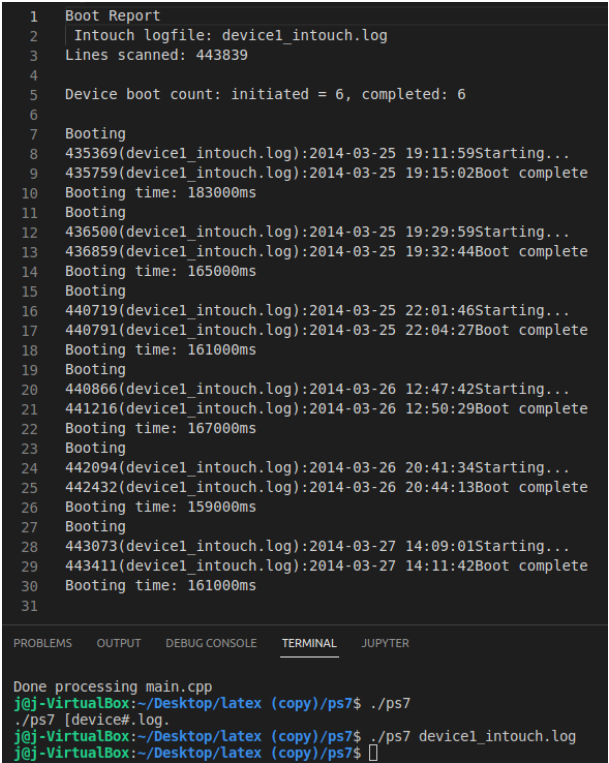 1 Boot Report
2 Intouch logfile: device1_intouch.log
3 Lines scanned: 443839
4
5 Device boot count: initiated = 6, completed: 6
6
7 Booting
8 435369(device1_intouch.log):2014-03-25 19:11:59Starting...
9 435759(device1_intouch.log):2014-03-25 19:15:02Boot complete
10 Booting time: 183000ms
11 Booting
12 436500(device1_intouch.log):2014-03-25 19:29:59Starting...
13 436859(device1_intouch.log):2014-03-25 19:32:44Boot complete
14 Booting time: 165000ms
15 Booting
16 440719(device1_intouch.log):2014-03-25 22:01:46Starting...
17 440791(device1_intouch.log):2014-03-25 22:04:27Boot complete
18 Booting time: 161000ms
19 Booting
20 440866(device1_intouch.log):2014-03-26 12:47:42Starting...
21 441216(device1_intouch.log):2014-03-26 12:50:29Boot complete
22 Booting time: 167000ms
23 Booting
24 442094(device1_intouch.log):2014-03-26 20:41:34Starting...
25 442432(device1_intouch.log):2014-03-26 20:44:13Boot complete
26 Booting time: 159000ms
27 Booting
28 443073(device1_intouch.log):2014-03-27 14:09:01Starting...
29 443411(device1_intouch.log):2014-03-27 14:11:42Boot complete
30 Booting time: 161000ms
31
PROBLEMS OUTPUT DEBUG CONSOLE TERMINAL JUPYTER
Done processing main.cpp
j@j-VirtualBox:~/Desktop/latex (copy)/ps7$ ./ps7
./ps7 [device#.log.
j@j-VirtualBox:~/Desktop/latex (copy)/ps7$ ./ps7 device1_intouch.log
j@j-VirtualBox:~/Desktop/latex (copy)/ps7$